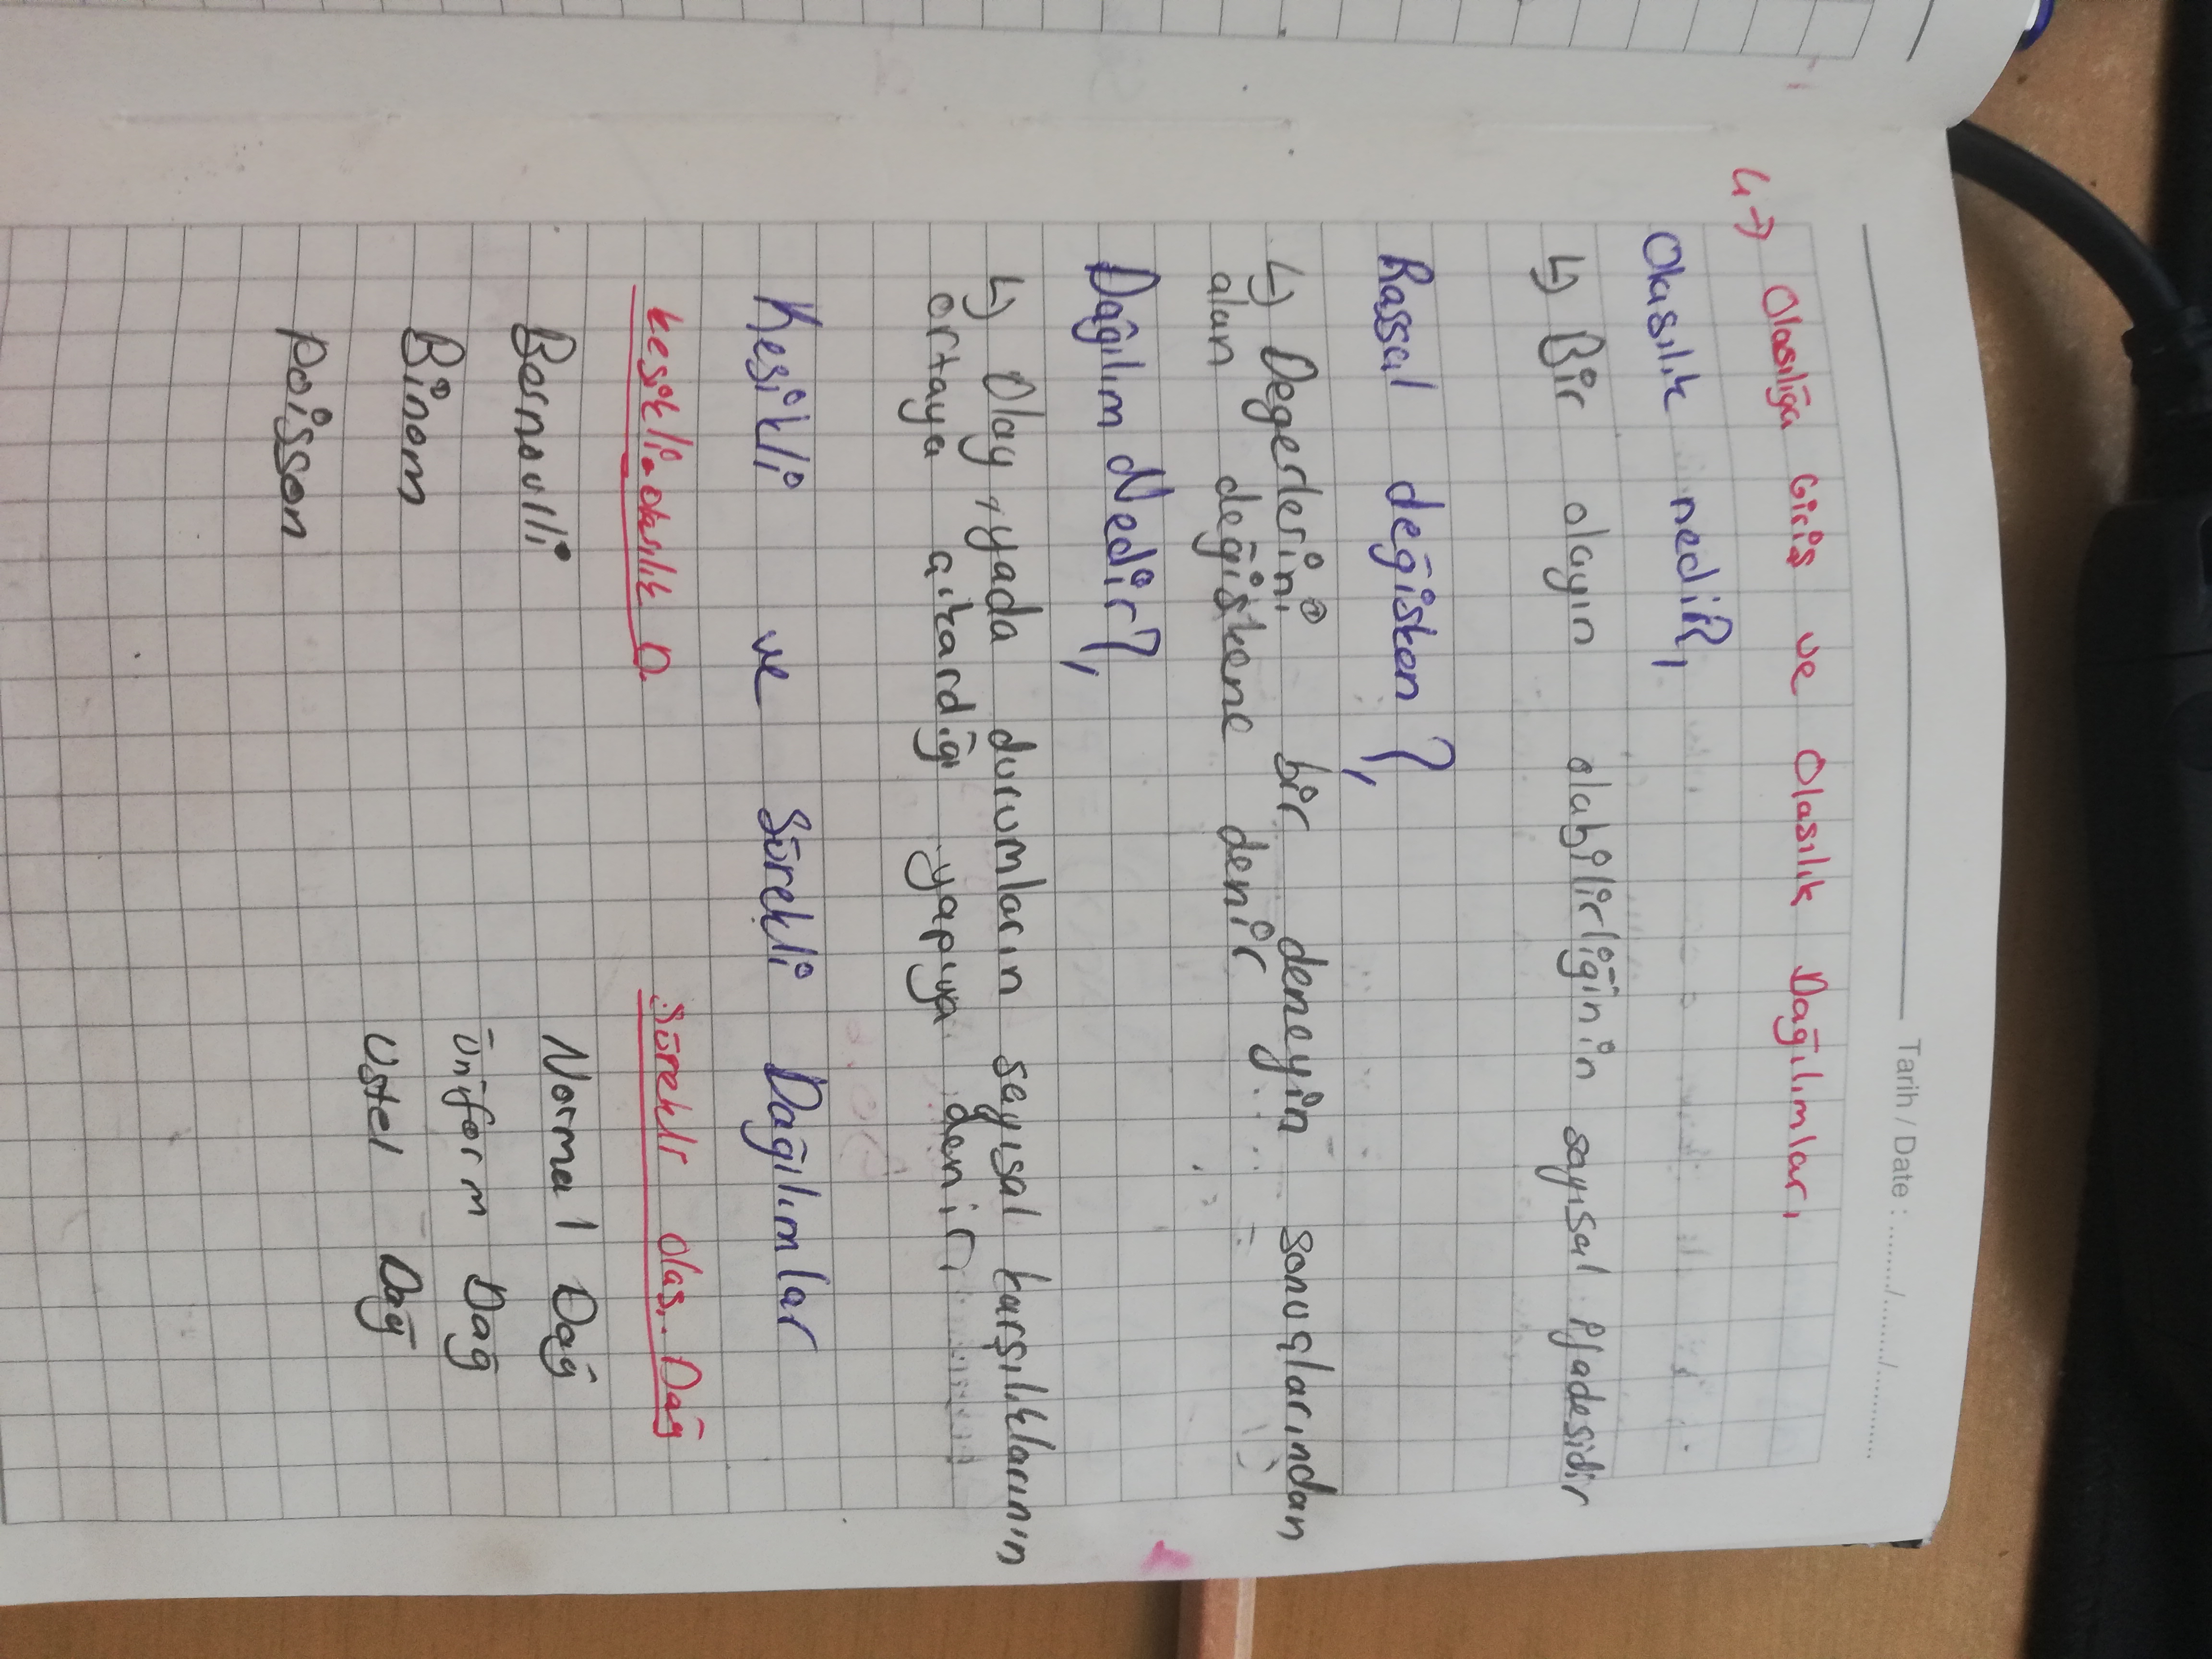 Tarih / Date : ......../......../............
↳→ Olasılığa Giriş ve Olasılık Dağılımları,
Olasılık nediR,
↳ Bir olayın olabilirliğinin sayısal ifadesidir
Rassal değisken ?,
↳ Degerlerini bir deneyin sonuçlarından
alan değişkene denir
Dağılım Nedir?,
↳ Olay, yada durumların sayısal karşılıklarının
ortaya çıkardığı yapıya denir.
Kesikli ve Sürekli Dağılımlar
kesikli-olasılık D. Sürekli Olas.. Dağ
Bernoulli Normal Dağ
Üniform Dağ
Binom
Ustel Dağ
Poisson